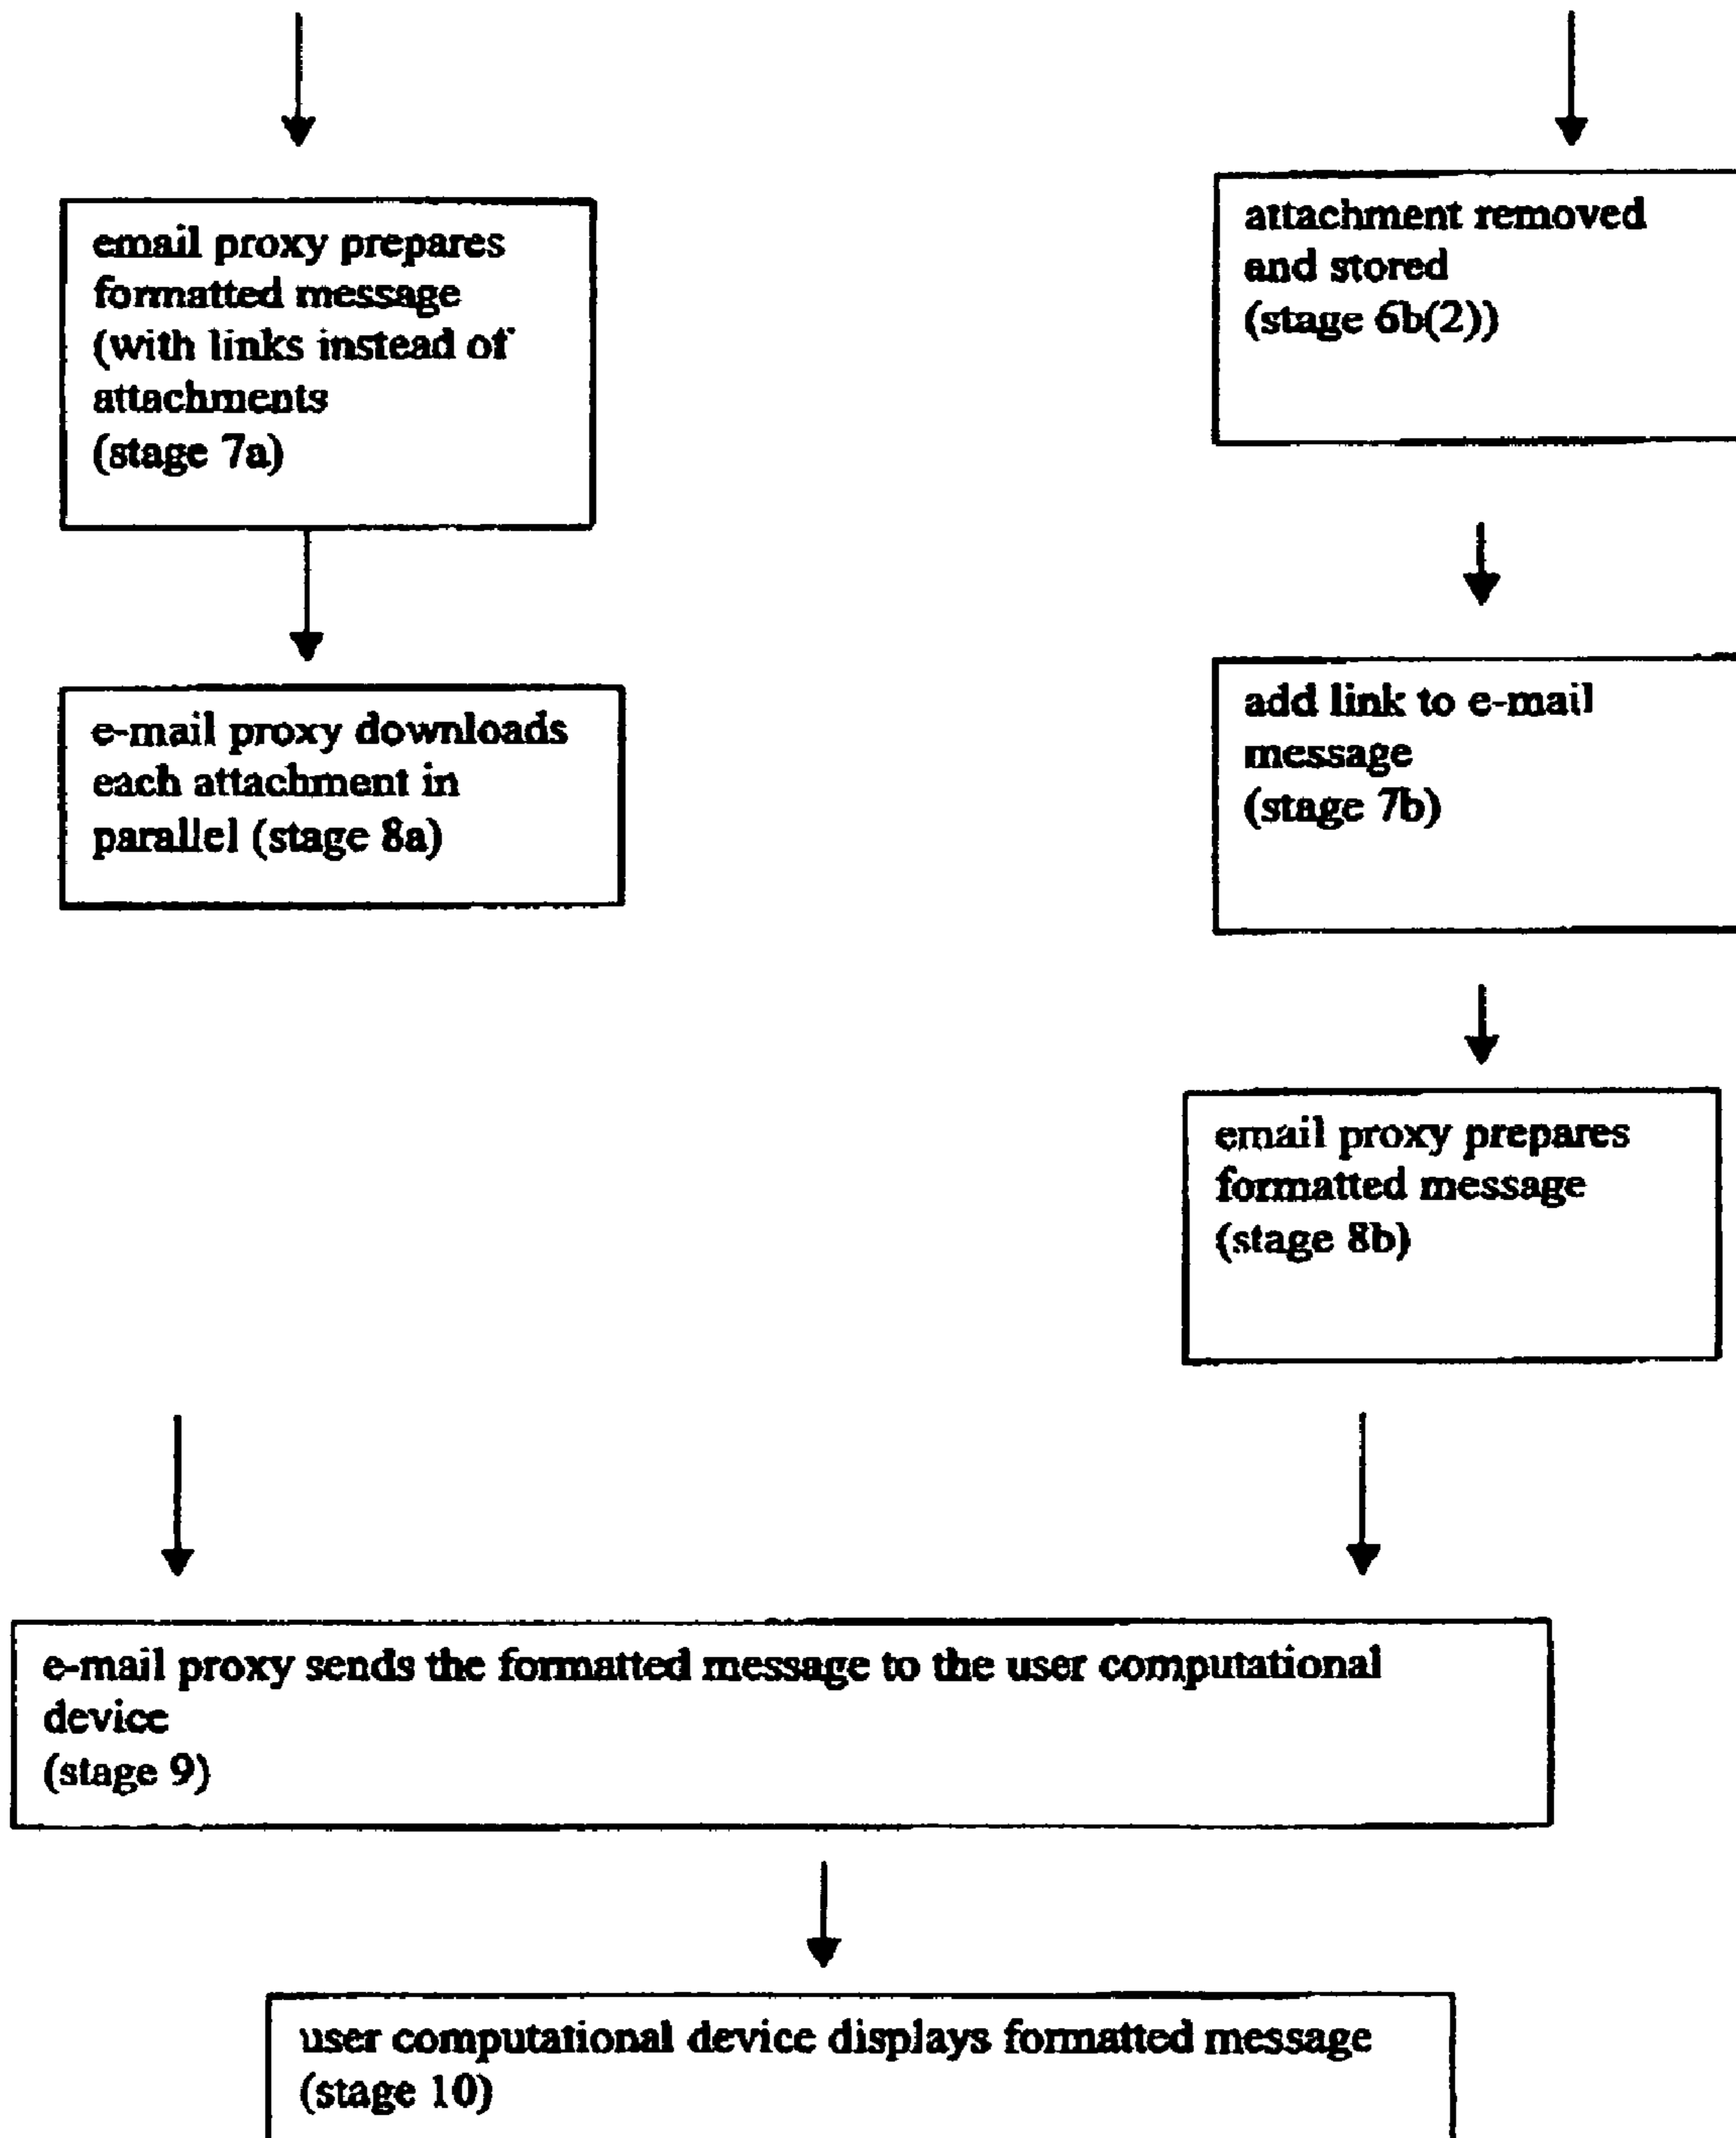 email proxy prepares
formatted message
(with links instead of
attachments
(stage 7a)
attachment removed
and stored
(stage 6b(2))
e-mail proxy downloads
each attachment in
parallel (stage 8a)
add link to e-mail
message
(stage 7b)
email proxy prepares
formatted message
(stage 8b)
e-mail proxy sends the formatted message to the user computational
device
(stage 9)
user computational device displays formatted message
(stage 10)